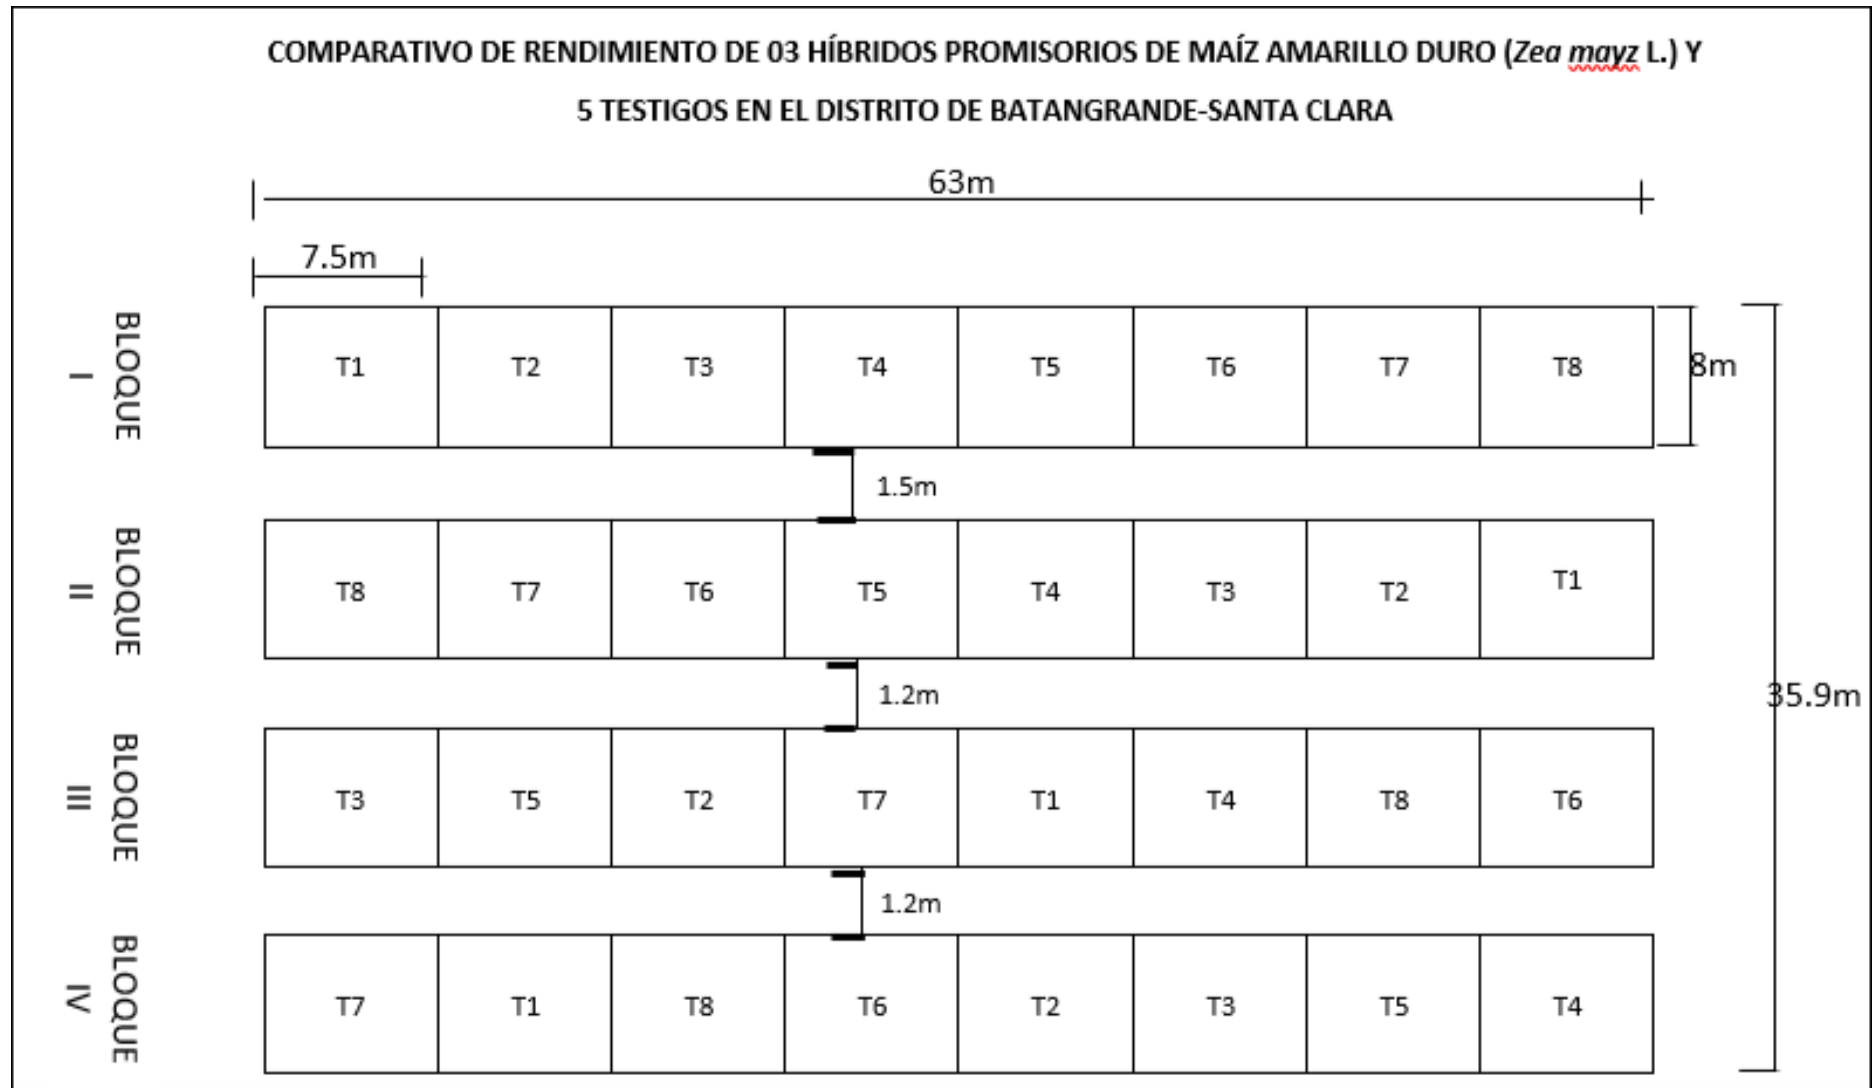 COMPARATIVO DE RENDIMIENTO DE 03 HÍBRIDOS PROMISORIOS DE MAÍZ AMARILLO DURO (Zea mayz L.) Y
5 TESTIGOS EN EL DISTRITO DE BATANGRANDE-SANTA CLARA
63m
7.5m
BLOQUE
I
T1 T2 T3 T4 T5 T6 T7 T8
8m
1.5m
BLOQUE
II
T8 T7 T6 T5 T4 T3 T2 T1
1.2m
35.9m
BLOQUE
III
T3 T5 T2 T7 T1 T4 T8 T6
1.2m
BLOQUE
IV
T7 T1 T8 T6 T2 T3 T5 T4